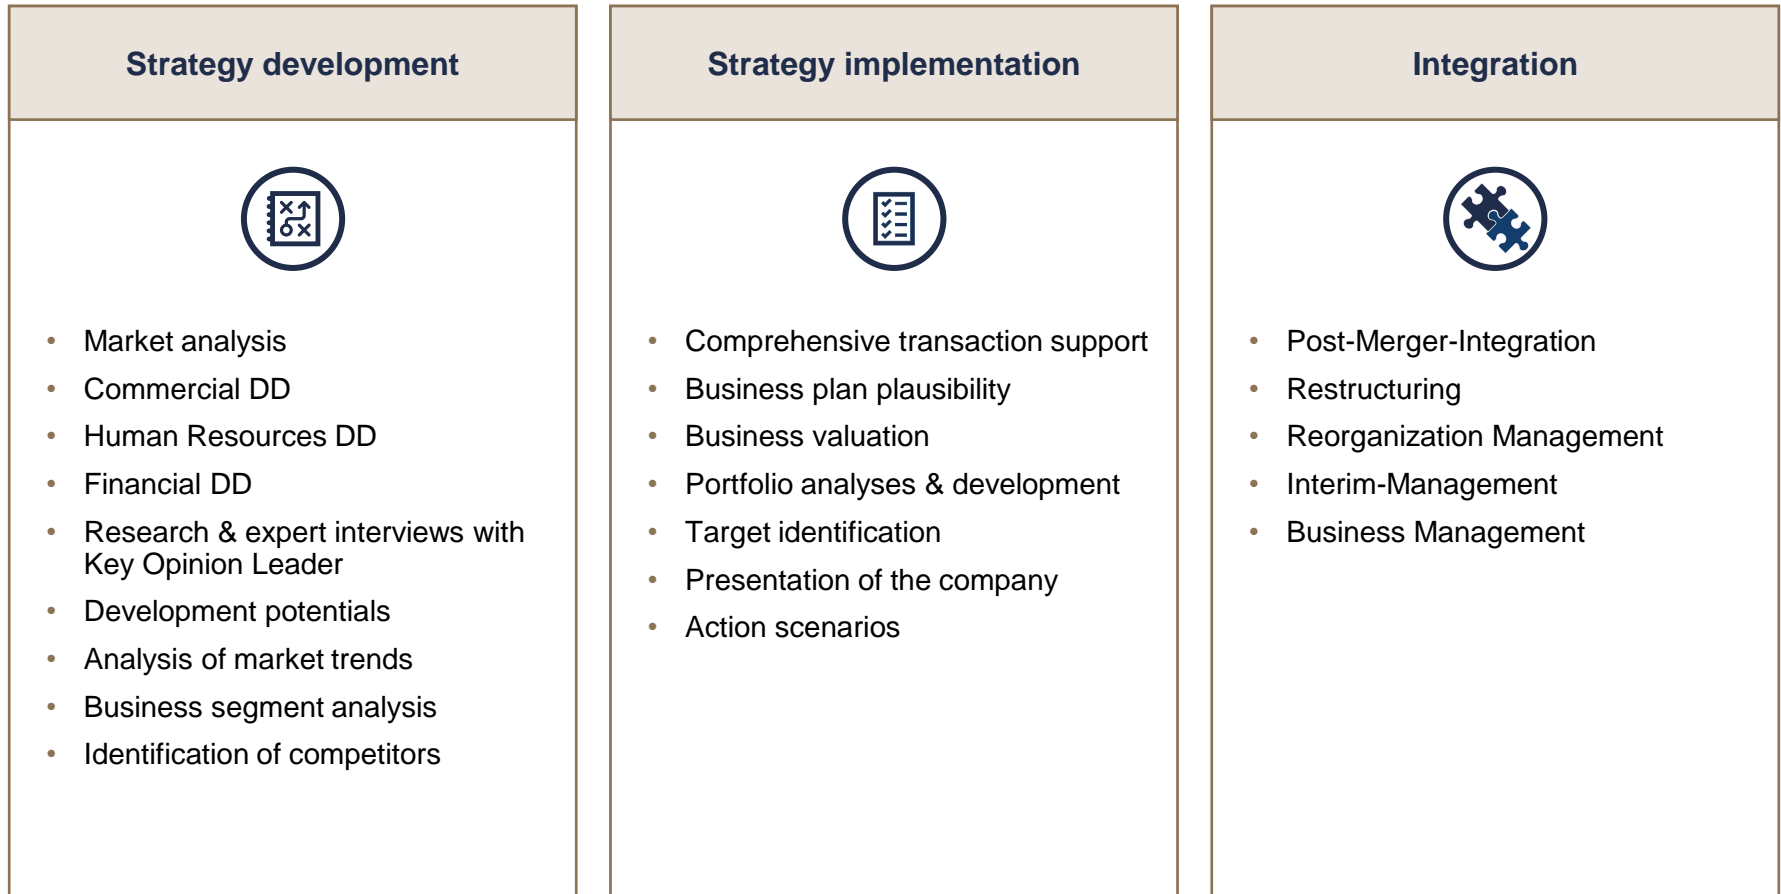 Strategy development
• Market analysis
• Commercial DD
• Human Resources DD
• Financial DD
• Research & expert interviews with
Key Opinion Leader
• Development potentials
• Analysis of market trends
• Business segment analysis
• Identification of competitors
Strategy implementation
• Comprehensive transaction support
• Business plan plausibility
• Business valuation
• Portfolio analyses & development
• Target identification
• Presentation of the company
• Action scenarios
Integration
• Post-Merger-Integration
• Restructuring
• Reorganization Management
• Interim-Management
• Business Management